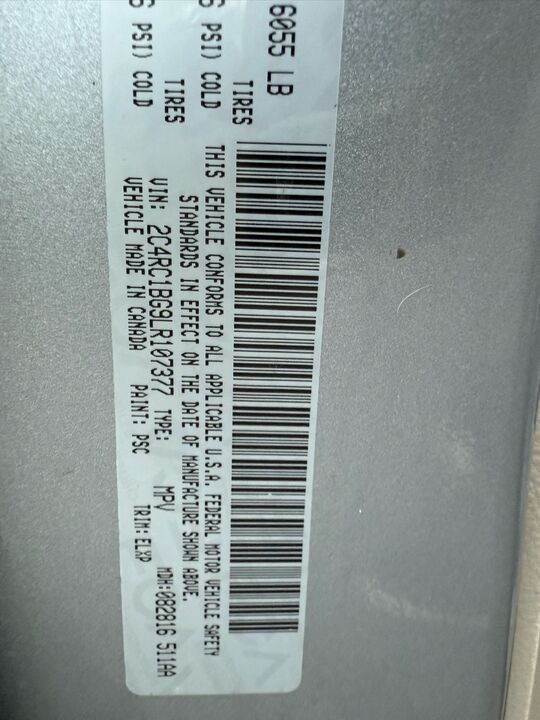 6055 LB
TIRES
6 PSI) COLD
TIRES
6 PSI) COLD
THIS VEHICLE CONFORMS TO ALL APPLICABLE U.S.A. FEDERAL MOTOR VEHICLE SAFETY
STANDARDS IN EFFECT ON THE DATE OF MANUFACTURE SHOWN ABOVE.
VIN: 2C4RC1BG9LR107377 TYPE: MPV MDH:082816 511AA
VEHICLE MADE IN CANADA PAINT: PSC TRIM:ELXP